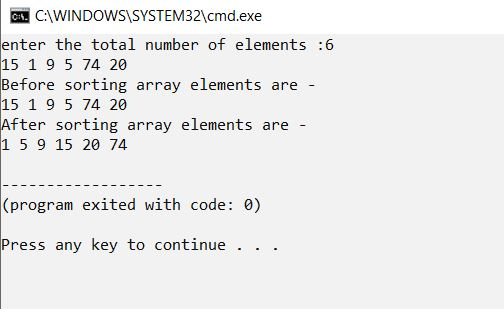 C:\WINDOWS\SYSTEM32\cmd.exe
enter the total number of elements :6
15 1 9 5 74 20
Before sorting array elements are -
15 1 9 5 74 20
After sorting array elements are -
1 5 9 15 20 74
------------------
(program exited with code: 0)
Press any key to continue . . .